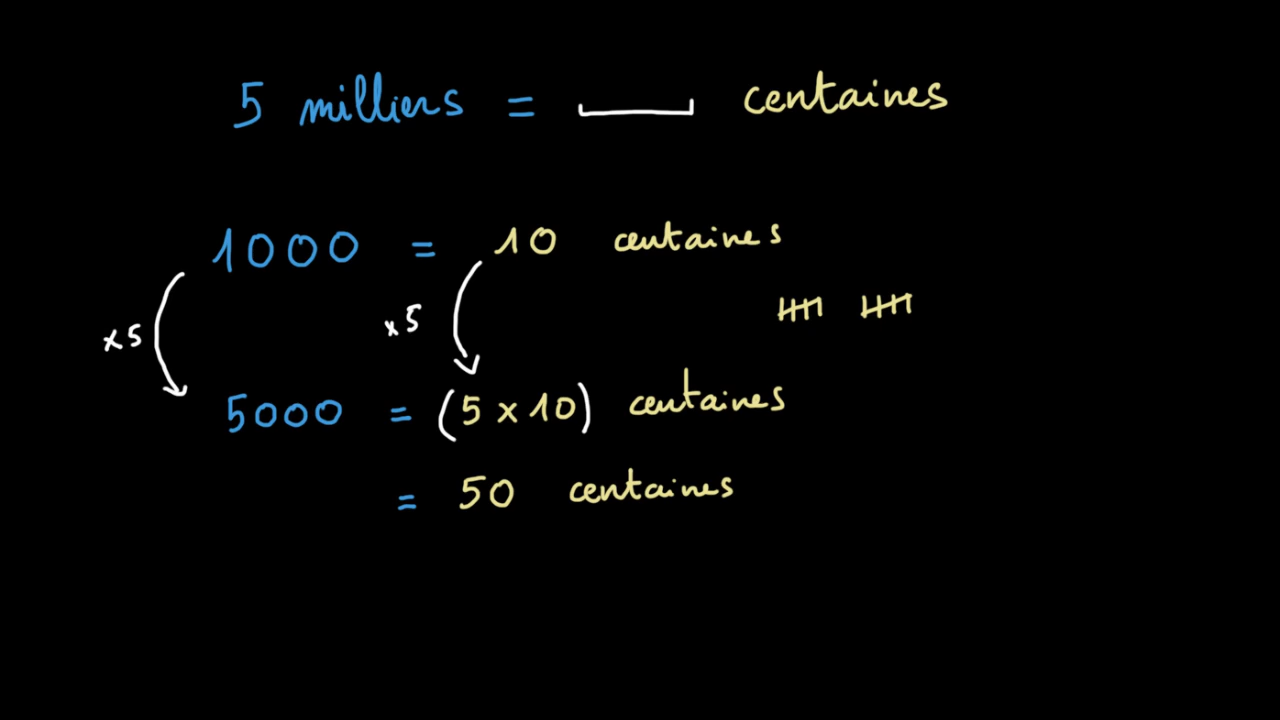 5 milliers = ___ centaines
1000 = 10 centaines
x5 x5
5000 = (5 x 10) centaines
= 50 centaines